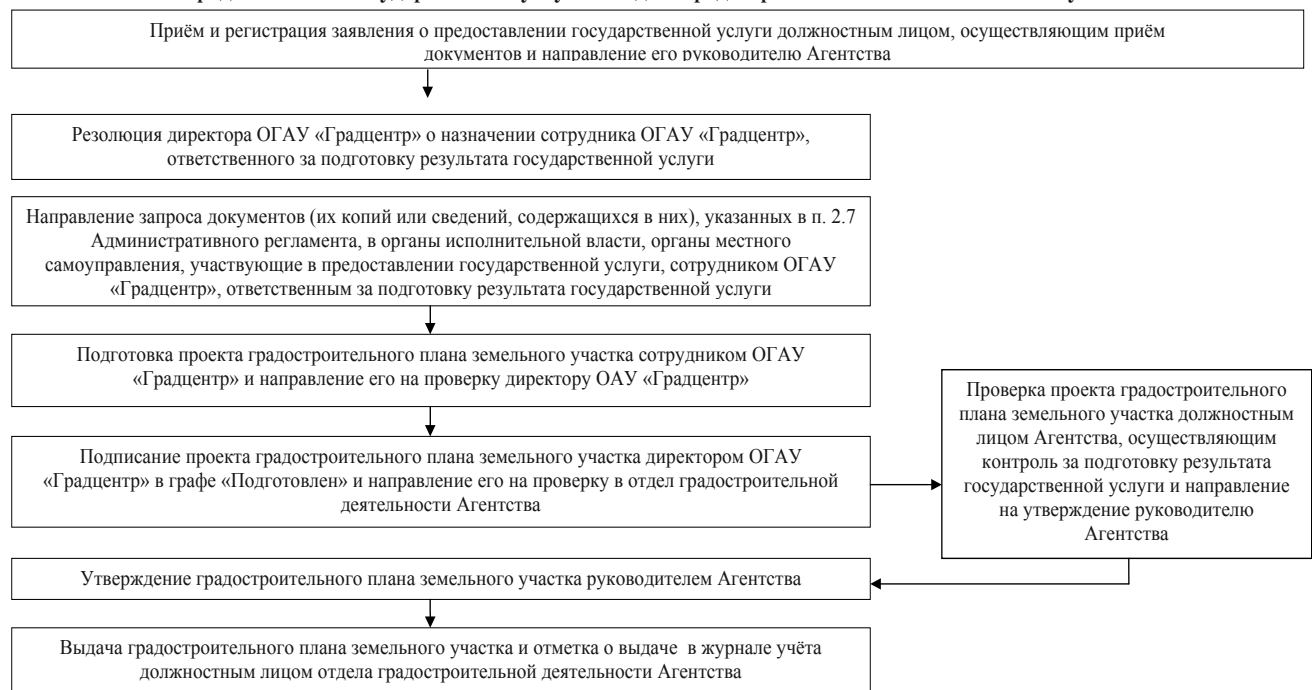 Приём и регистрация заявления о предоставлении государственной услуги должностным лицом, осуществляющим приём
документов и направление его руководителю Агентства
Резолюция директора ОГАУ «Градцентр» о назначении сотрудника ОГАУ «Градцентр»,
ответственного за подготовку результата государственной услуги
Направление запроса документов (их копий или сведений, содержащихся в них), указанных в п. 2.7
Административного регламента, в органы исполнительной власти, органы местного
самоуправления, участвующие в предоставлении государственной услуги, сотрудником ОГАУ
«Градцентр», ответственным за подготовку результата государственной услуги
Подготовка проекта градостроительного плана земельного участка сотрудником ОГАУ
«Градцентр» и направление его на проверку директору ОАУ «Градцентр»
Подписание проекта градостроительного плана земельного участка директором ОГАУ
«Градцентр» в графе «Подготовлен» и направление его на проверку в отдел градостроительной
деятельности Агентства
Проверка проекта градостроительного
плана земельного участка должностным
лицом Агентства, осуществляющим
контроль за подготовку результата
государственной услуги и направление
на утверждение руководителю
Агентства
Утверждение градостроительного плана земельного участка руководителем Агентства
Выдача градостроительного плана земельного участка и отметка о выдаче в журнале учёта
должностным лицом отдела градостроительной деятельности Агентства